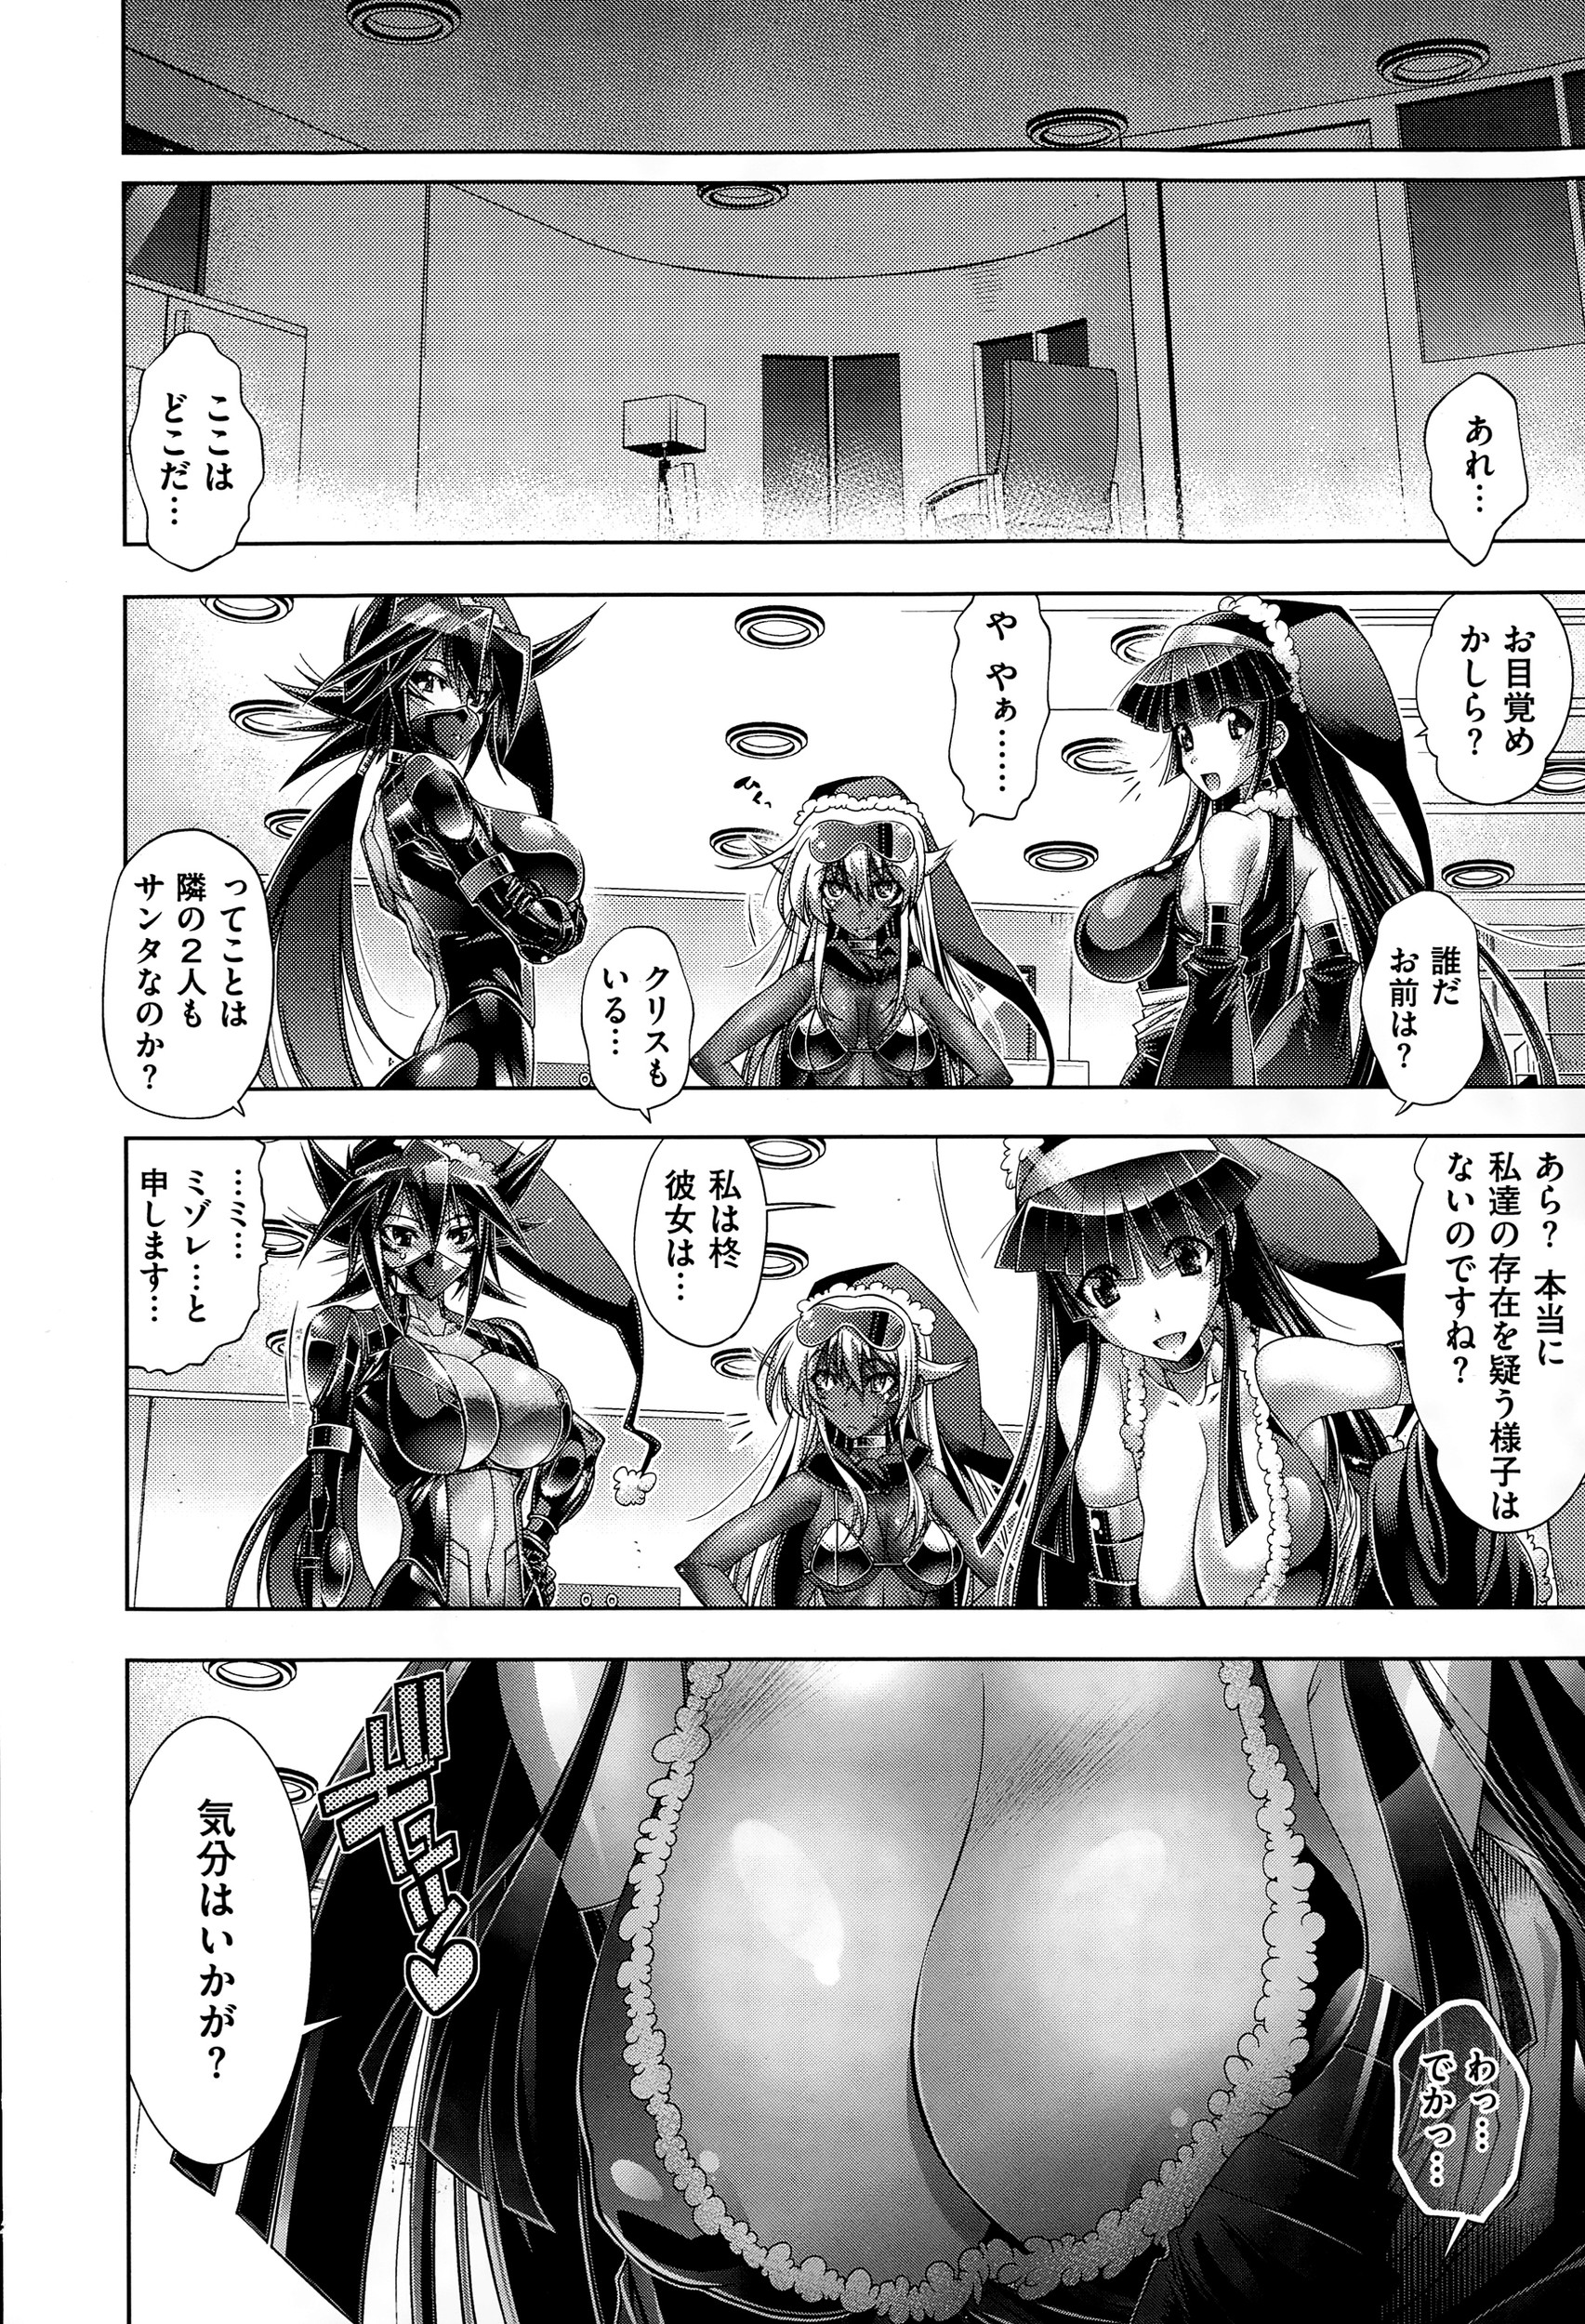 あれ…
ここは
どこだ…
お目覚め
かしら？
誰だ
お前は？
や やぁ……
ひくっ
クリスも
いる…
ってことは
隣の2人も
サンタなのか？
あら？ 本当に
私達の存在を疑う様子は
ないのですね？
私は柊
彼女は…
…ミ…
ミゾレ…と
申します…
わっ…
でかっ…
気分はいかが？